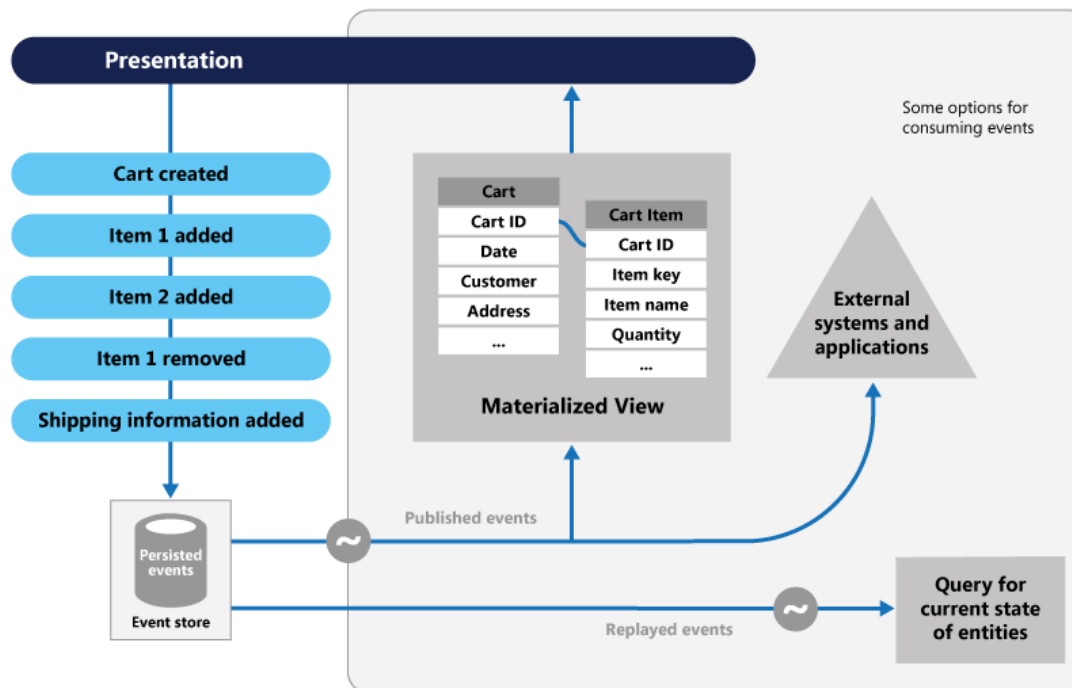 Presentation
Some options for
consuming events
Cart created
Item 1 added
Item 2 added
Item 1 removed
Shipping information added
Cart
Cart ID
Date
Customer
Address
...
Cart Item
Cart ID
Item key
Item name
Quantity
...
Materialized View
External
systems and
applications
Persisted
events
Event store
Published events
~
Replayed events
~
Query for
current state
of entities